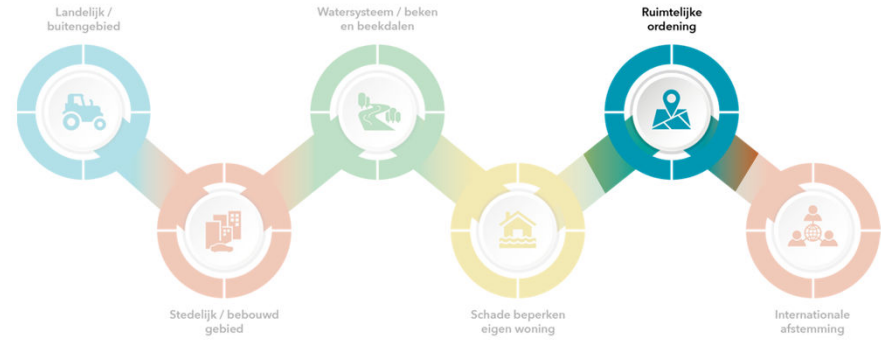 Landelijk /
buitengebied
Watersysteem / beken
en beekdalen
Ruimtelijke
ordening
Stedelijk / bebouwd
gebied
Schade beperken
eigen woning
Internationale
afstemming